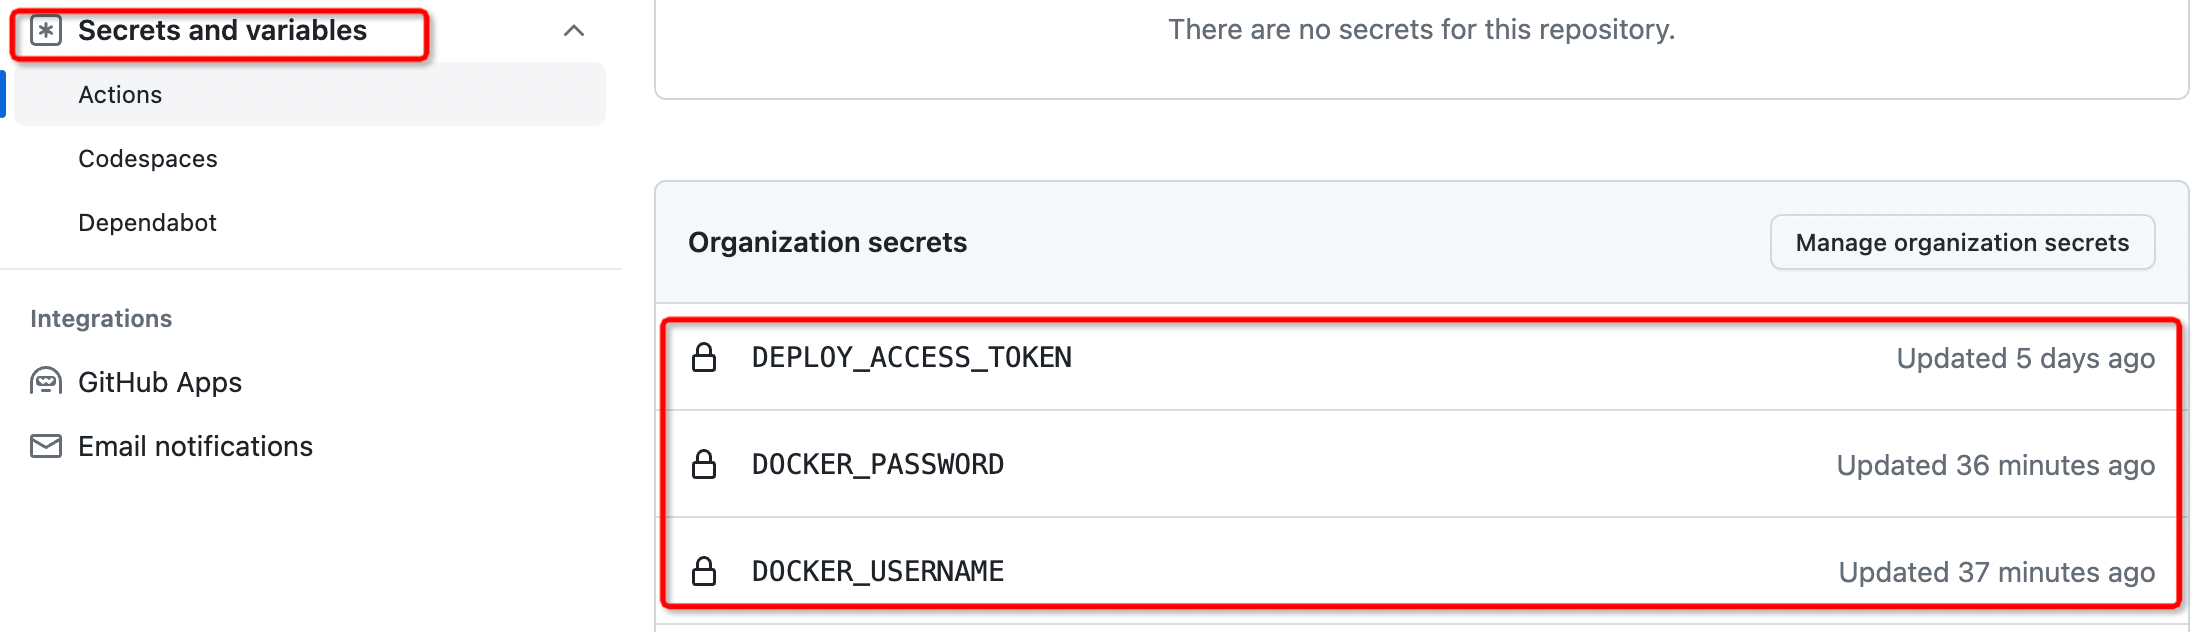 Secrets and variables
Actions
Codespaces
Dependabot
Integrations
GitHub Apps
Email notifications
There are no secrets for this repository.
Organization secrets
Manage organization secrets
DEPLOY_ACCESS_TOKEN Updated 5 days ago
DOCKER_PASSWORD Updated 36 minutes ago
DOCKER_USERNAME Updated 37 minutes ago